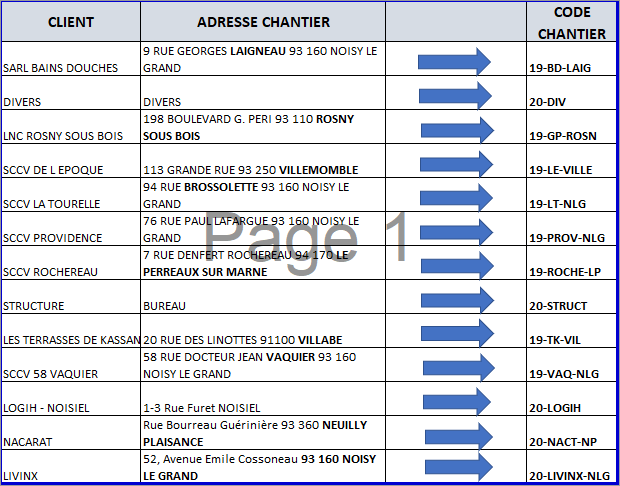 CLIENT ADRESSE CHANTIER CODE
CHANTIER
9 RUE GEORGES LAIGNEAU 93 160 NOISY LE
SARL BAINS DOUCHES GRAND 19-BD-LAIG
DIVERS DIVERS 20-DIV
198 BOULEVARD G. PERI 93 110 ROSNY
LNC ROSNY SOUS BOIS SOUS BOIS 19-GP-ROSN
SCCV DE L EPOQUE 113 GRANDE RUE 93 250 VILLEMOMBLE 19-LE-VILLE
94 RUE BROSSOLETTE 93 160 NOISY LE
SCCV LA TOURELLE GRAND 19-LT-NLG
76 RUE PAUL LAFARGUE 93 160 NOISY LE
SCCV PROVIDENCE GRAND 19-PROV-NLG
Page 1
7 RUE DENFERT ROCHEREAU 94 170 LE
SCCV ROCHEREAU PERREAUX SUR MARNE 19-ROCHE-LP
STRUCTURE BUREAU 20-STRUCT
LES TERRASSES DE KASSAN 20 RUE DES LINOTTES 91100 VILLABE 19-TK-VIL
58 RUE DOCTEUR JEAN VAQUIER 93 160
SCCV 58 VAQUIER NOISY LE GRAND 19-VAQ-NLG
LOGIH - NOISIEL 1-3 Rue Furet NOISIEL 20-LOGIH
Rue Bourreau Guérinière 93 360 NEUILLY
NACARAT PLAISANCE 20-NACT-NP
52, Avenue Emile Cossoneau 93 160 NOISY
LIVINX LE GRAND 20-LIVINX-NLG